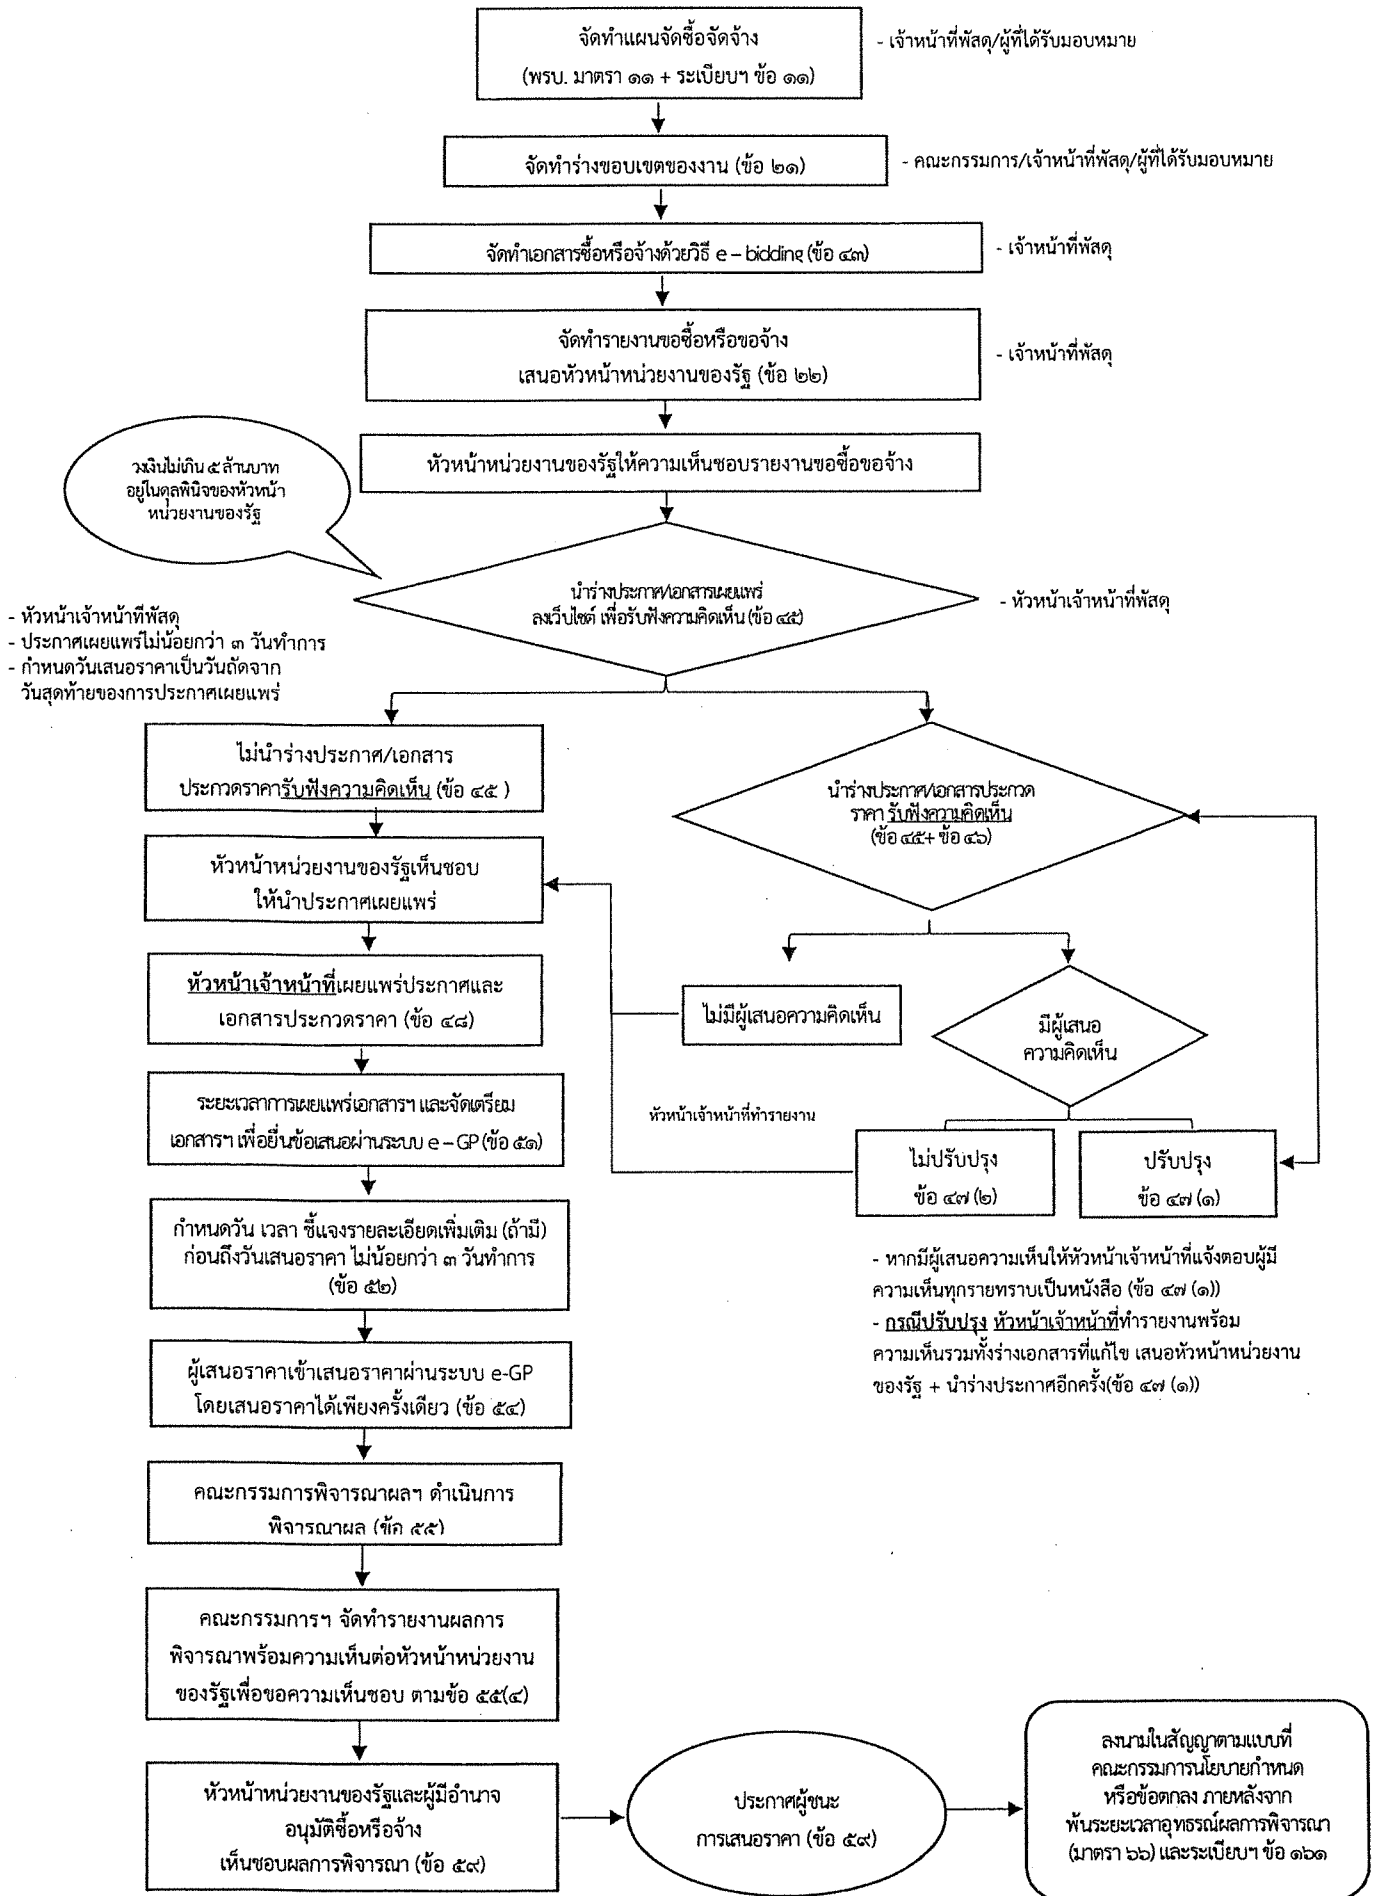 จัดทำแผนจัดซื้อจัดจ้าง
(พรบ. มาตรา ๑๑ + ระเบียบฯ ข้อ ๑๑)
- เจ้าหน้าที่พัสดุ/ผู้ที่ได้รับมอบหมาย
จัดทำร่างขอบเขตของงาน (ข้อ ๒๑)
- คณะกรรมการ/เจ้าหน้าที่พัสดุ/ผู้ที่ได้รับมอบหมาย
จัดทำเอกสารซื้อหรือจ้างด้วยวิธี e – bidding (ข้อ ๔๓)
- เจ้าหน้าที่พัสดุ
จัดทำรายงานขอซื้อหรือขอจ้าง
เสนอหัวหน้าหน่วยงานของรัฐ (ข้อ ๒๒)
- เจ้าหน้าที่พัสดุ
หัวหน้าหน่วยงานของรัฐให้ความเห็นชอบรายงานขอซื้อขอจ้าง
วงเงินไม่เกิน ๕ ล้านบาท
อยู่ในดุลพินิจของหัวหน้า
หน่วยงานของรัฐ
นำร่างประกาศ/เอกสารเผยแพร่
ลงเว็บไซต์ เพื่อรับฟังความคิดเห็น (ข้อ ๔๕)
- หัวหน้าเจ้าหน้าที่พัสดุ
- หัวหน้าเจ้าหน้าที่พัสดุ
- ประกาศเผยแพร่ไม่น้อยกว่า ๓ วันทำการ
- กำหนดวันเสนอราคาเป็นวันถัดจาก
วันสุดท้ายของการประกาศเผยแพร่
ไม่นำร่างประกาศ/เอกสาร
ประกวดราคารับฟังความคิดเห็น (ข้อ ๔๕ )
นำร่างประกาศ/เอกสารประกวด
ราคา รับฟังความคิดเห็น
(ข้อ ๔๕+ ข้อ ๔๖)
หัวหน้าหน่วยงานของรัฐเห็นชอบ
ให้นำประกาศเผยแพร่
หัวหน้าเจ้าหน้าที่เผยแพร่ประกาศและ
เอกสารประกวดราคา (ข้อ ๔๘)
ไม่มีผู้เสนอความคิดเห็น
มีผู้เสนอ
ความคิดเห็น
ระยะเวลาการเผยแพร่เอกสารฯ และจัดเตรียม
เอกสารฯ เพื่อยื่นข้อเสนอผ่านระบบ e – GP (ข้อ ๕๑)
หัวหน้าเจ้าหน้าที่ทำรายงาน
ไม่ปรับปรุง
ข้อ ๔๗ (๒)
ปรับปรุง
ข้อ ๔๗ (๑)
กำหนดวัน เวลา ชี้แจงรายละเอียดเพิ่มเติม (ถ้ามี)
ก่อนถึงวันเสนอราคา ไม่น้อยกว่า ๓ วันทำการ
(ข้อ ๕๒)
- หากมีผู้เสนอความเห็นให้หัวหน้าเจ้าหน้าที่แจ้งตอบผู้มี
ความเห็นทุกรายทราบเป็นหนังสือ (ข้อ ๔๗ (๑))
- กรณีปรับปรุง หัวหน้าเจ้าหน้าที่ทำรายงานพร้อม
ความเห็นรวมทั้งร่างเอกสารที่แก้ไข เสนอหัวหน้าหน่วยงาน
ของรัฐ + นำร่างประกาศอีกครั้ง(ข้อ ๔๗ (๑))
ผู้เสนอราคาเข้าเสนอราคาผ่านระบบ e-GP
โดยเสนอราคาได้เพียงครั้งเดียว (ข้อ ๕๔)
คณะกรรมการพิจารณาผลฯ ดำเนินการ
พิจารณาผล (ข้อ ๕๕)
คณะกรรมการฯ จัดทำรายงานผลการ
พิจารณาพร้อมความเห็นต่อหัวหน้าหน่วยงาน
ของรัฐเพื่อขอความเห็นชอบ ตามข้อ ๕๕(๔)
หัวหน้าหน่วยงานของรัฐและผู้มีอำนาจ
อนุมัติซื้อหรือจ้าง
เห็นชอบผลการพิจารณา (ข้อ ๕๙)
ประกาศผู้ชนะ
การเสนอราคา (ข้อ ๕๙)
ลงนามในสัญญาตามแบบที่
คณะกรรมการนโยบายกำหนด
หรือข้อตกลง ภายหลังจาก
พ้นระยะเวลาอุทธรณ์ผลการพิจารณา
(มาตรา ๖๖) และระเบียบฯ ข้อ ๑๖๑